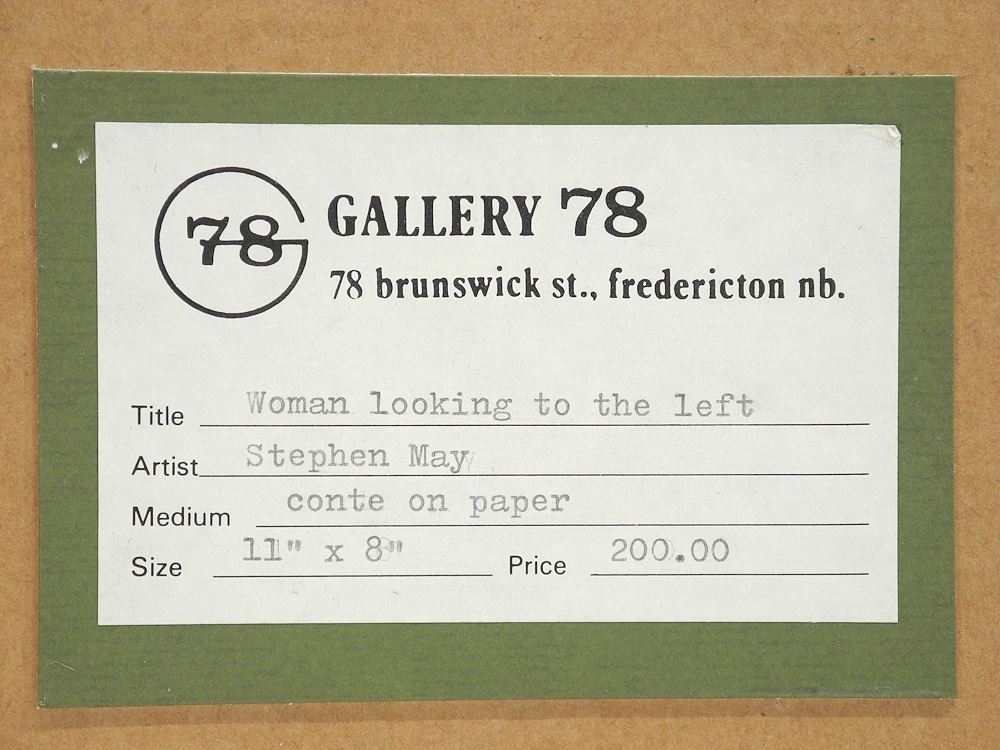 78 GALLERY 78
78 brunswick st., fredericton nb.
Title Woman looking to the left
Artist Stephen May
Medium conte on paper
Size 11" x 8" Price 200.00